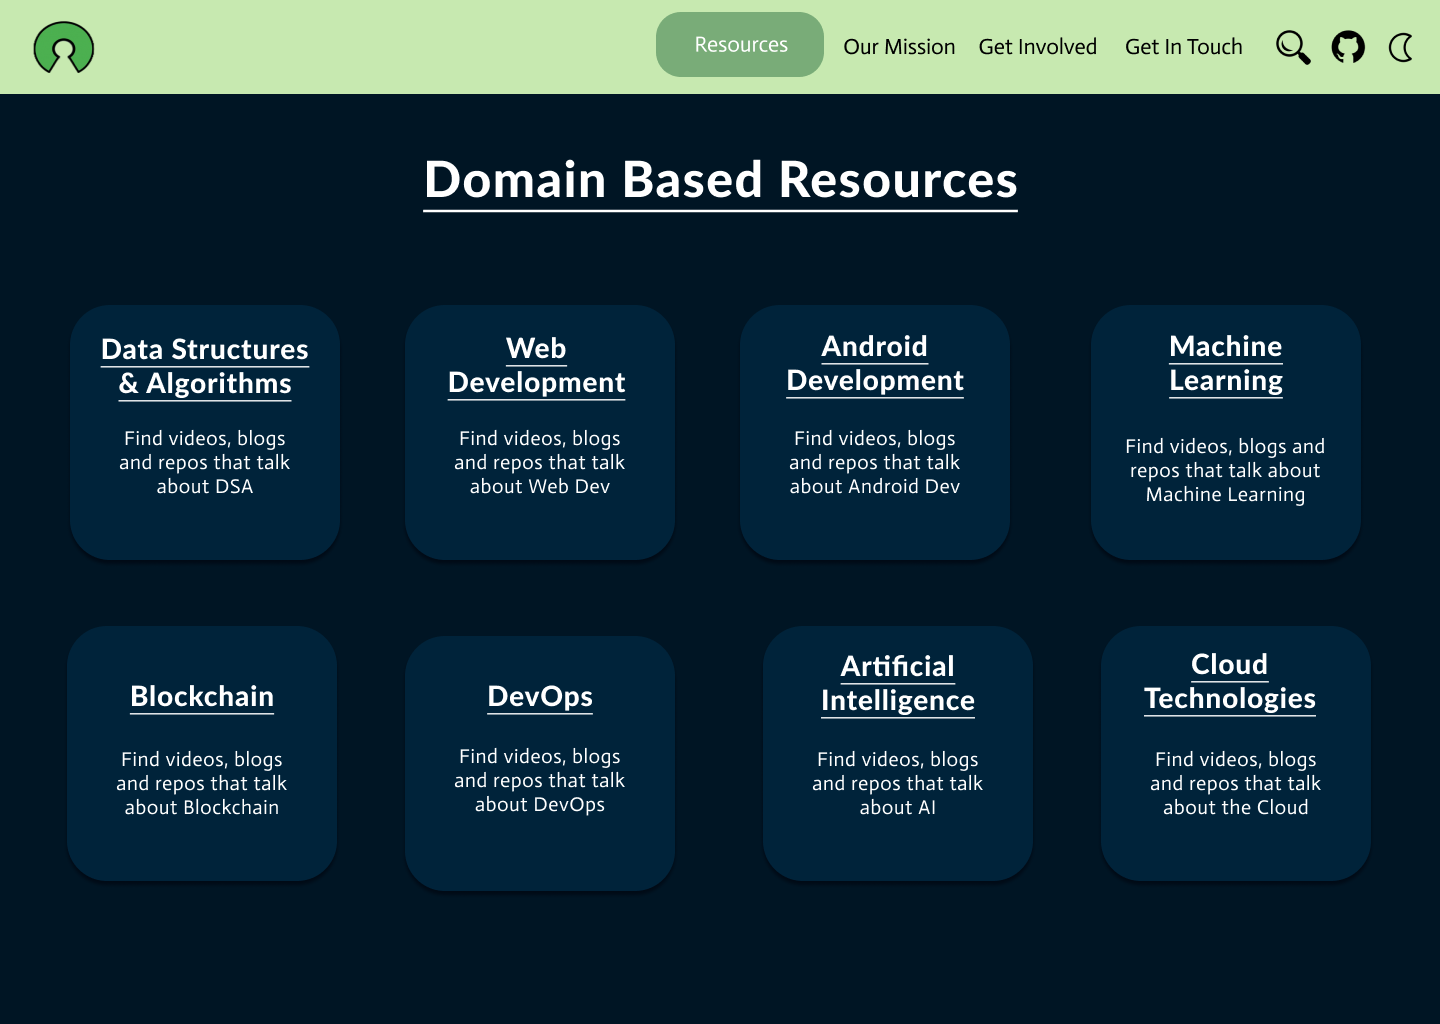 Resources
Our Mission
Get Involved
Get In Touch
Domain Based Resources
Data Structures
& Algorithms
Find videos, blogs
and repos that talk
about DSA
Web
Development
Find videos, blogs
and repos that talk
about Web Dev
Android
Development
Find videos, blogs
and repos that talk
about Android Dev
Machine
Learning
Find videos, blogs and
repos that talk about
Machine Learning
Blockchain
Find videos, blogs
and repos that talk
about Blockchain
DevOps
Find videos, blogs
and repos that talk
about DevOps
Artificial
Intelligence
Find videos, blogs
and repos that talk
about AI
Cloud
Technologies
Find videos, blogs
and repos that talk
about the Cloud